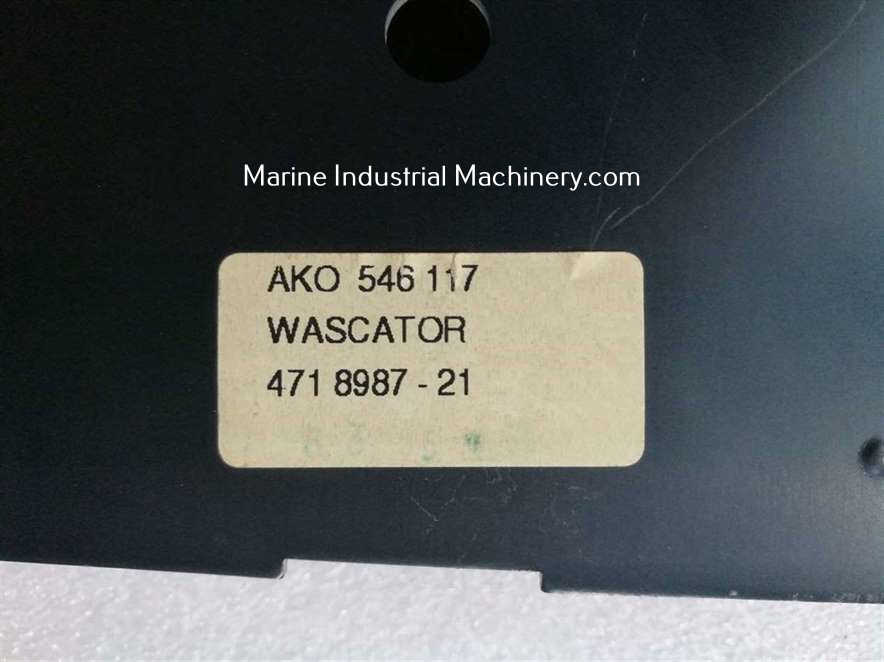 Marine Industrial Machinery.com
AKO 546 117
WASCATOR
471 8987 - 21